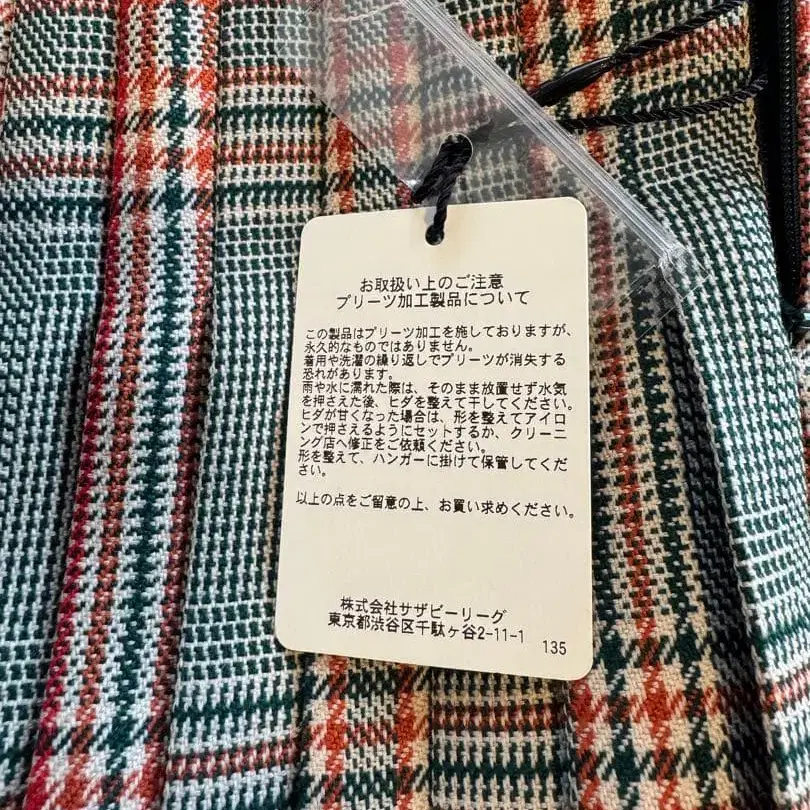 お取扱い上のご注意
プリーツ加工製品について
この製品はプリーツ加工を施しておりますが、
永久的なものではありません。
着用や洗濯の繰り返しでプリーツが消失する
恐れがあります。
雨や水に濡れた際は、そのまま放置せず水気
を押さえた後、ヒダを整えて干してください。
ヒダが甘くなった場合は、形を整えてアイロ
ンで押さえるようにセットするか、クリーニ
ング店へ修正をご依頼ください。
形を整えて、ハンガーに掛けて保管してくだ
さい。
以上の点をご留意の上、お買い求めください。
株式会社サザビーリーグ
東京都渋谷区千駄ヶ谷2-11-1
135